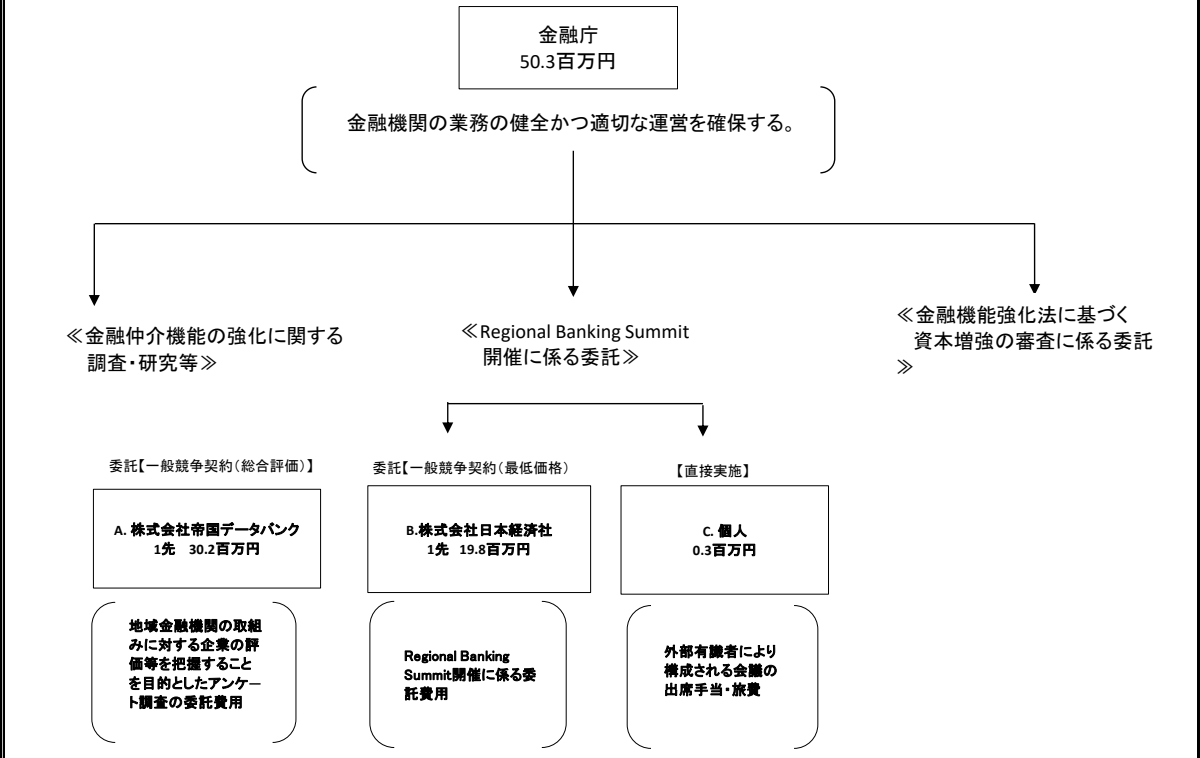 金融庁
50.3百万円
金融機関の業務の健全かつ適切な運営を確保する。
≪金融仲介機能の強化に関する
調査・研究等≫
≪Regional Banking Summit
開催に係る委託≫
≪金融機能強化法に基づく
資本増強の審査に係る委託
≫
委託【一般競争契約(総合評価)】
A. 株式会社帝国データバンク
1先 30.2百万円
地域金融機関の取組
みに対する企業の評
価等を把握すること
を目的としたアンケー
ト調査の委託費用
委託【一般競争契約(最低価格)
B.株式会社日本経済社
1先 19.8百万円
Regional Banking
Summit開催に係る委
託費用
【直接実施】
C. 個人
0.3百万円
外部有識者により
構成される会議の
出席手当・旅費